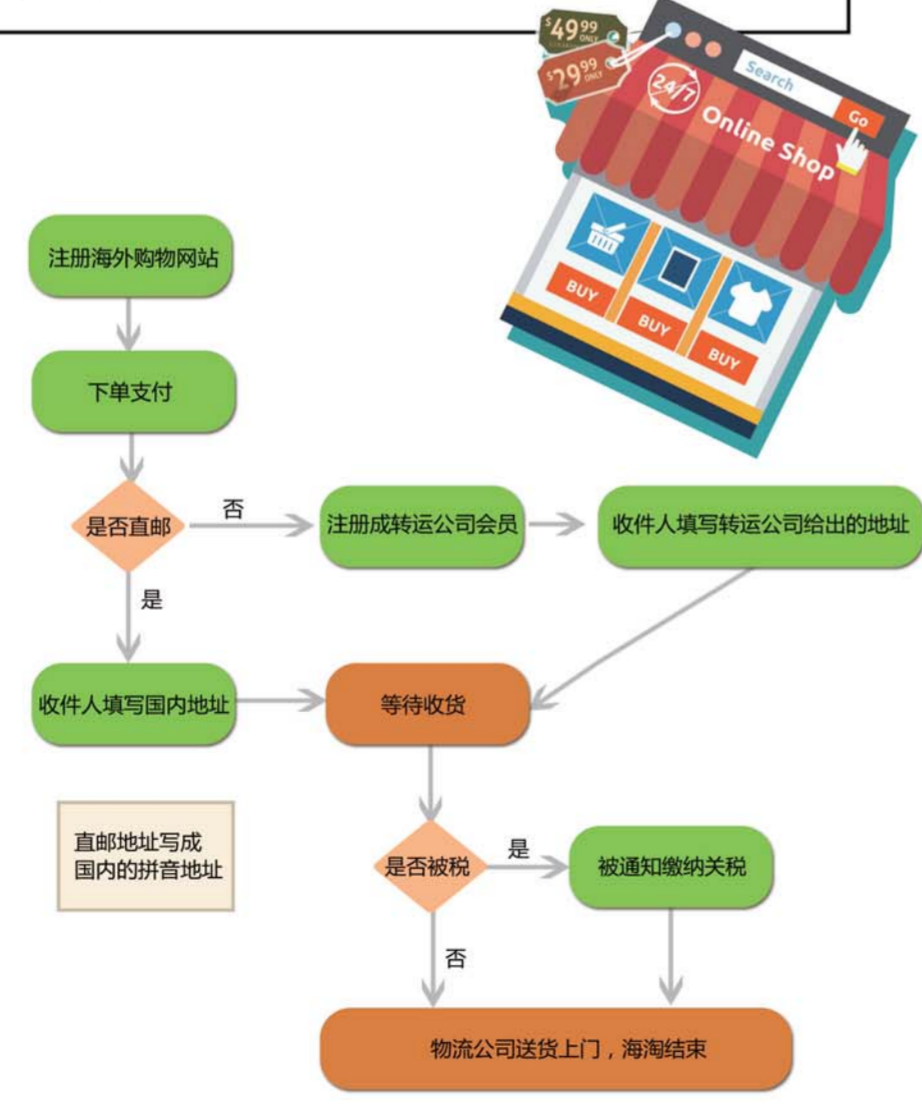 $49.99
ONLY
$29.99
ONLY
Search
Go
24/7
Online Shop
BUY
BUY
BUY
注册海外购物网站
下单支付
是否直邮
否
注册成转运公司会员
收件人填写转运公司给出的地址
是
收件人填写国内地址
等待收货
直邮地址写成
国内的拼音地址
是否被税
是
被通知缴纳关税
否
物流公司送货上门，海淘结束